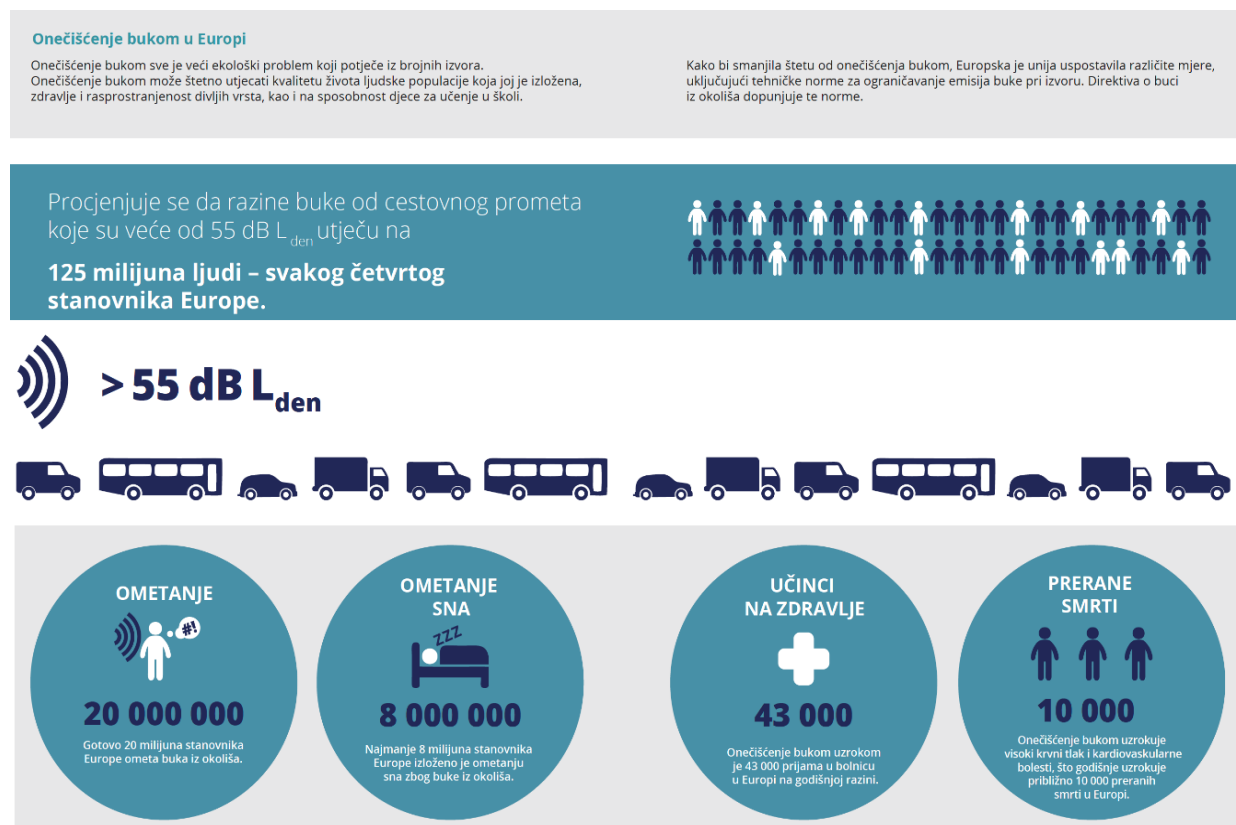 Onečišćenje bukom u Europi
Onečišćenje bukom sve je veći ekološki problem koji potječe iz brojnih izvora.
Onečišćenje bukom može štetno utjecati kvalitetu života ljudske populacije koja joj je izložena,
zdravlje i rasprostranjenost divljih vrsta, kao i na sposobnost djece za učenje u školi.
Kako bi smanjila štetu od onečišćenja bukom, Europska je unija uspostavila različite mjere,
uključujući tehničke norme za ograničavanje emisija buke pri izvoru. Direktiva o buci
iz okoliša dopunjuje te norme.
Procjenjuje se da razine buke od cestovnog prometa
koje su veće od 55 dB L den utječu na
125 milijuna ljudi – svakog četvrtog
stanovnika Europe.
> 55 dB Lden
OMETANJE
#!
20 000 000
Gotovo 20 milijuna stanovnika
Europe ometa buka iz okoliša.
OMETANJE
SNA
ZZZ
8 000 000
Najmanje 8 milijuna stanovnika
Europe izloženo je ometanju
sna zbog buke iz okoliša.
UČINCI
NA ZDRAVLJE
43 000
Onečišćenje bukom uzrokom
je 43 000 prijama u bolnicu
u Europi na godišnjoj razini.
PRERANE
SMRTI
10 000
Onečišćenje bukom uzrokuje
visoki krvni tlak i kardiovaskularne
bolesti, što godišnje uzrokuje
približno 10 000 preranih
smrti u Europi.